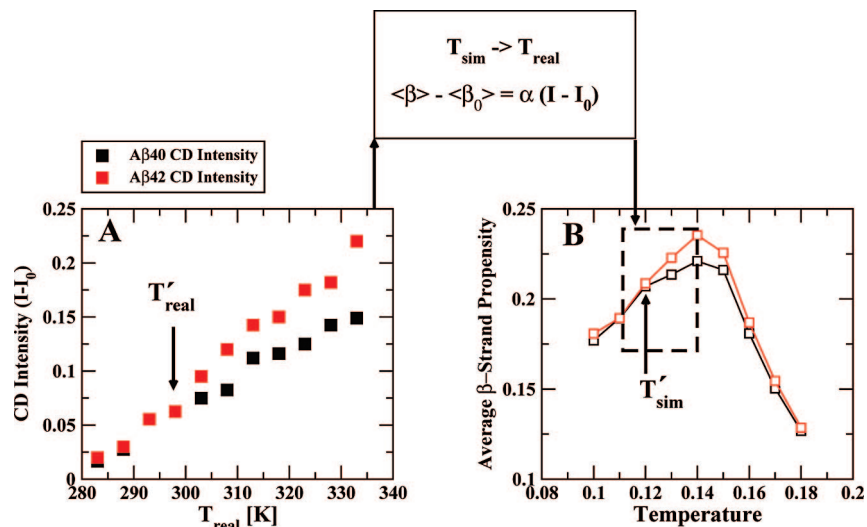 T_sim -> T_real
<β> - <β_0> = α (I - I_0)
Aβ40 CD Intensity
Aβ42 CD Intensity
A
CD Intensity (I-I_0)
0.25
0.2
0.15
0.1
0.05
0
T′_real
280 290 300 310 320 330 340
T_real [K]
B
Average β-Strand Propensity
0.25
0.2
0.15
0.1
T′_sim
0.08 0.1 0.12 0.14 0.16 0.18 0.2
Temperature